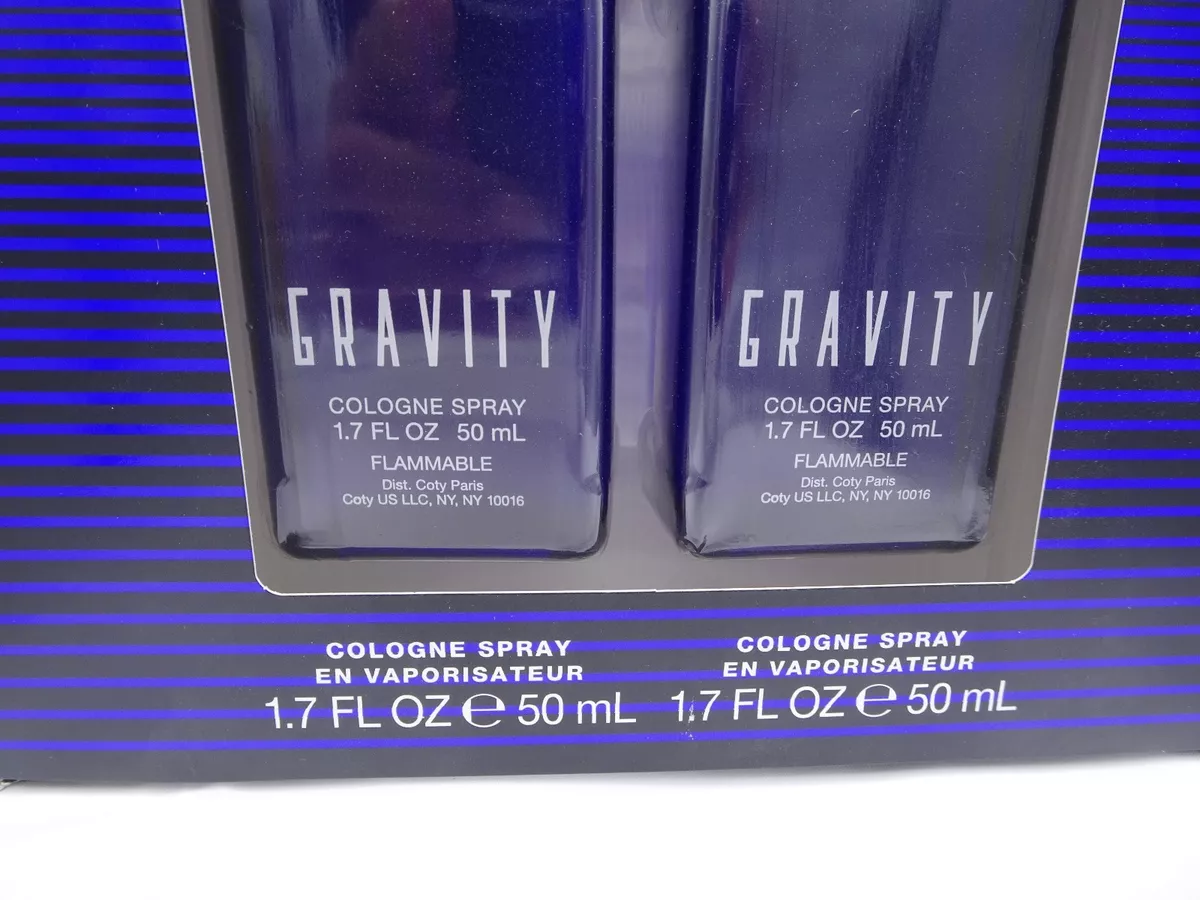 GRAVITY
COLOGNE SPRAY
1.7 FL OZ 50 mL
FLAMMABLE
Dist. Coty Paris
Coty US LLC, NY, NY 10016
GRAVITY
COLOGNE SPRAY
1.7 FL OZ 50 mL
FLAMMABLE
Dist. Coty Paris
Coty US LLC, NY, NY 10016
COLOGNE SPRAY
EN VAPORISATEUR
1.7 FL OZ ℮ 50 mL
COLOGNE SPRAY
EN VAPORISATEUR
1.7 FL OZ ℮ 50 mL